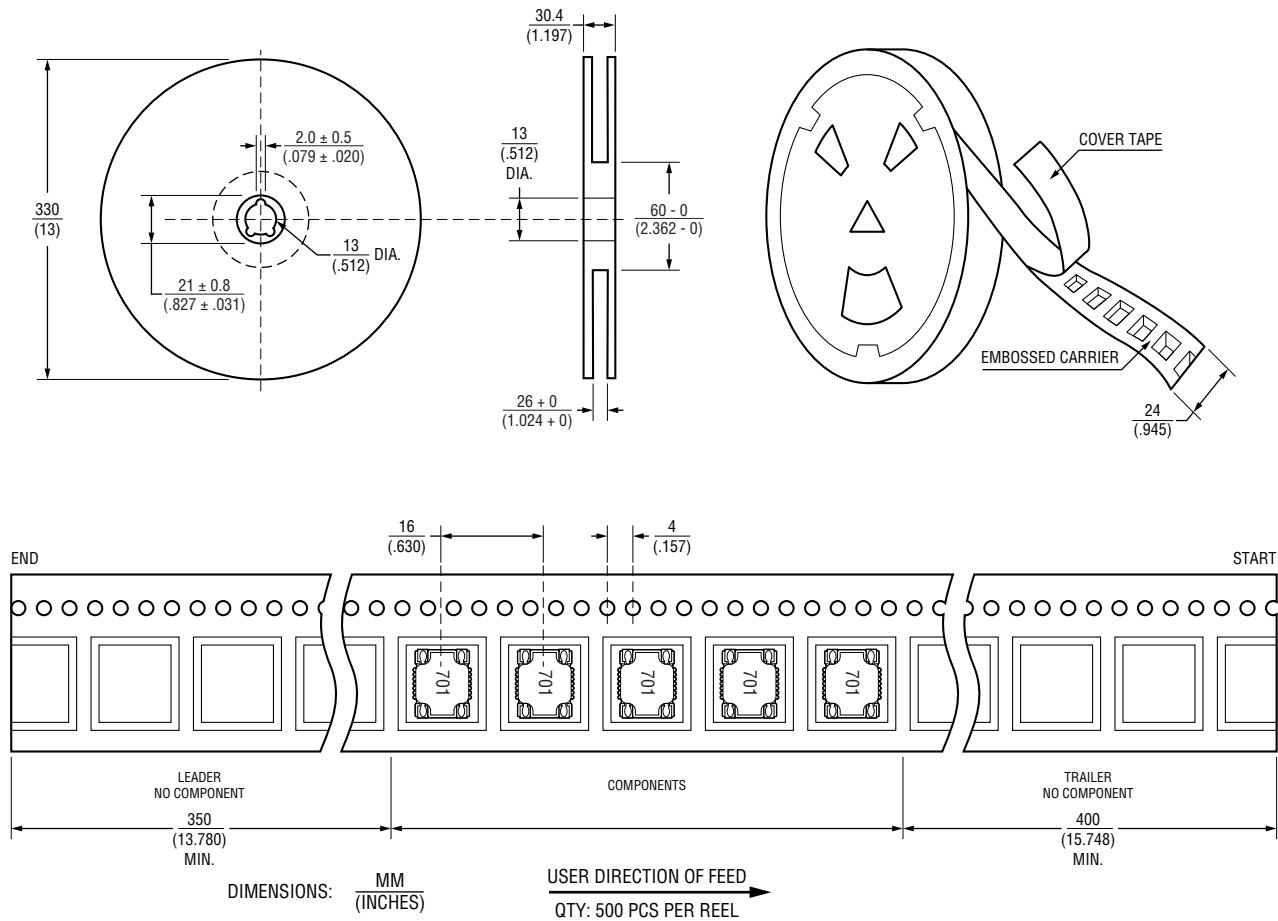 30.4
(1.197)
330
(13)
2.0 ± 0.5
(.079 ± .020)
13
(.512) DIA.
21 ± 0.8
(.827 ± .031)
13
(.512)
DIA.
60 - 0
(2.362 - 0)
26 + 0
(1.024 + 0)
COVER TAPE
EMBOSSED CARRIER
24
(.945)
16
(.630)
4
(.157)
END
START
701
701
701
701
701
LEADER
NO COMPONENT
COMPONENTS
TRAILER
NO COMPONENT
350
(13.780)
MIN.
400
(15.748)
MIN.
DIMENSIONS: MM
(INCHES)
USER DIRECTION OF FEED
QTY: 500 PCS PER REEL